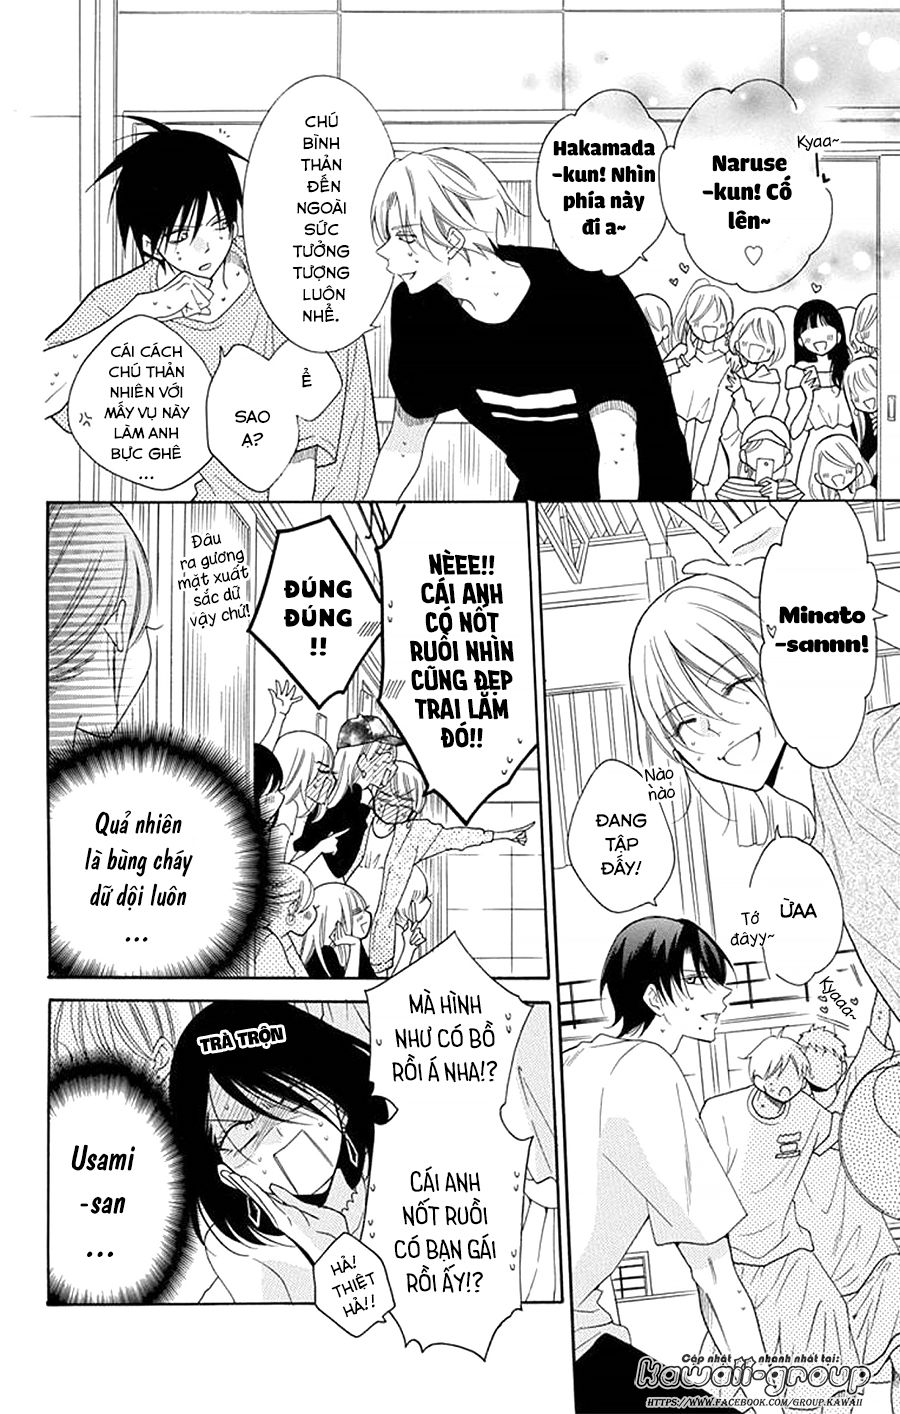 Kyaa~
Naruse
-kun! Cố
lên~
Hakamada
-kun! Nhìn
phía này
đi a~
CHÚ
BÌNH
THẢN
ĐẾN
NGOÀI
SỨC
TƯỞNG
TƯỢNG
LUÔN
NHỂ.
Ể
SAO
Ạ?
CÁI CÁCH
CHÚ THẢN
NHIÊN VỚI
MẤY VỤ NÀY
LÀM ANH
BỰC GHÊ
...
Minato
-sannnn!
Nào
nào
ĐANG
TẬP
ĐẤY!
ỪAA
Tớ
đâyy~
Kyaaa~
NÈEE!!
CÁI ANH
CÓ NỐT
RUỒI NHÌN
CŨNG ĐẸP
TRAI LẮM
ĐÓ!!
ĐÚNG
ĐÚNG
!!
Đâu
ra gương
mặt xuất
sắc dữ
vậy chứ!
Quả nhiên
là bùng cháy
dữ dội luôn
...
MÀ HÌNH
NHƯ CÓ BỒ
RỒI Á NHA!?
CÁI ANH
NỐT RUỒI
CÓ BẠN GÁI
RỒI ẤY!?
TRÀ TRỘN
HẢ!
THIỆT
HẢ!!
Usami
-san
...
Cập nhật nhanh nhất tại:
kawaii-group
HTTPS://WWW.FACEBOOK.COM/GROUP.KAWAII